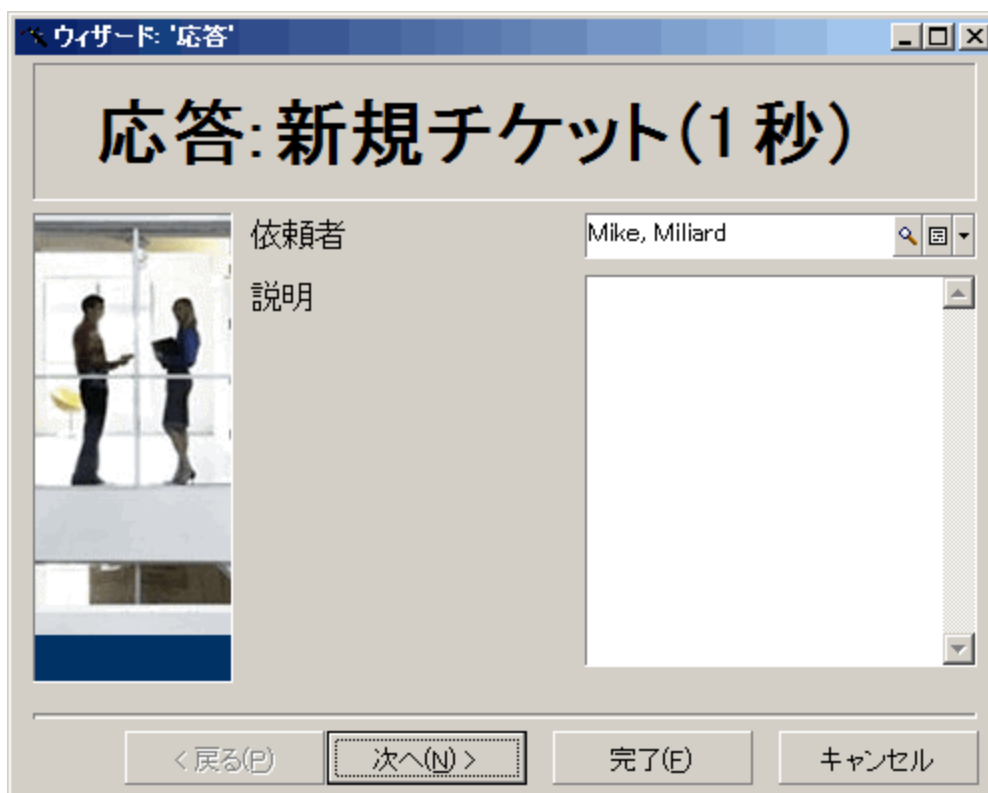 ウィザード: '応答'
応答:新規チケット(1 秒)
依頼者
Mike, Miliard
説明
< 戻る(P)
次へ(N) >
完了(F)
キャンセル